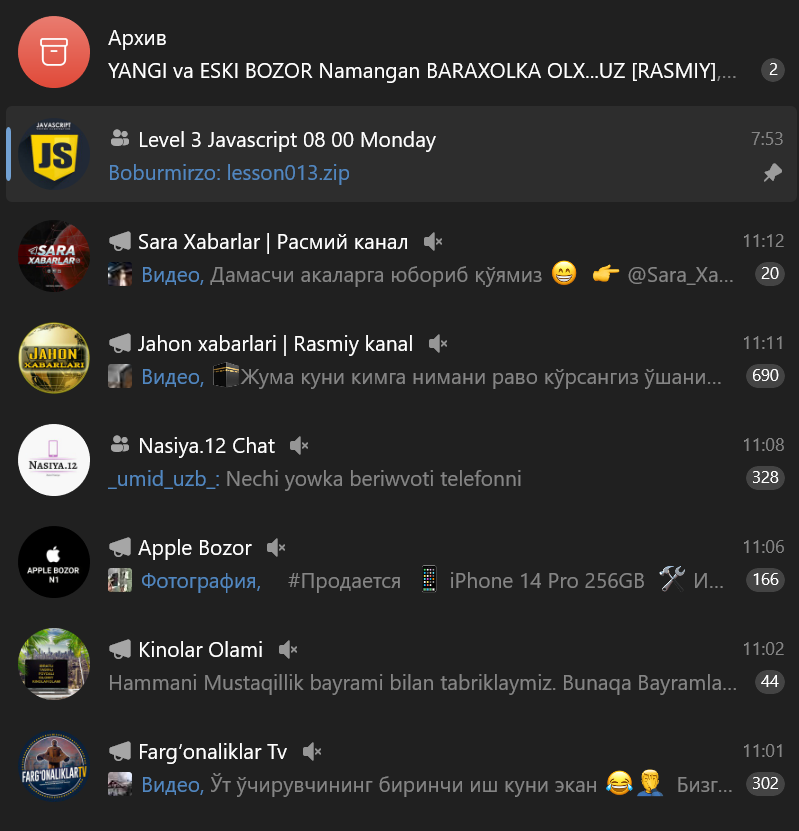 Архив
YANGI va ESKI BOZOR Namangan BARAXOLKA OLX...UZ [RASMIY],...
2
JAVASCRIPT
JS
Level 3 Javascript 08 00 Monday
7:53
Boburmirzo: lesson013.zip
SARA
XABARLAR
Sara Xabarlar | Расмий канал
11:12
Видео, Дамасчи акаларга юбориб қўямиз 😁 👉 @Sara_Xa...
20
JAHON
XABARLARI
Jahon xabarlari | Rasmiy kanal
11:11
Видео, 🕋Жума куни кимга нимани раво кўрсангиз ўшани...
690
NASIYA.12
Nasiya.12 Chat
11:08
_umid_uzb_: Nechi yowka beriwvoti telefonni
328
APPLE BOZOR
N1
Apple Bozor
11:06
Фотография, #Продается 📱 iPhone 14 Pro 256GB 🛠 И...
166
Kinolar Olami
11:02
Hammani Mustaqillik bayrami bilan tabriklaymiz. Bunaqa Bayramla...
44
FARG'ONALIKLAR TV
Farg‘onaliklar Tv
11:01
Видео, Ўт ўчирувчининг биринчи иш куни экан 😂🤦‍♂️ Бизг...
302